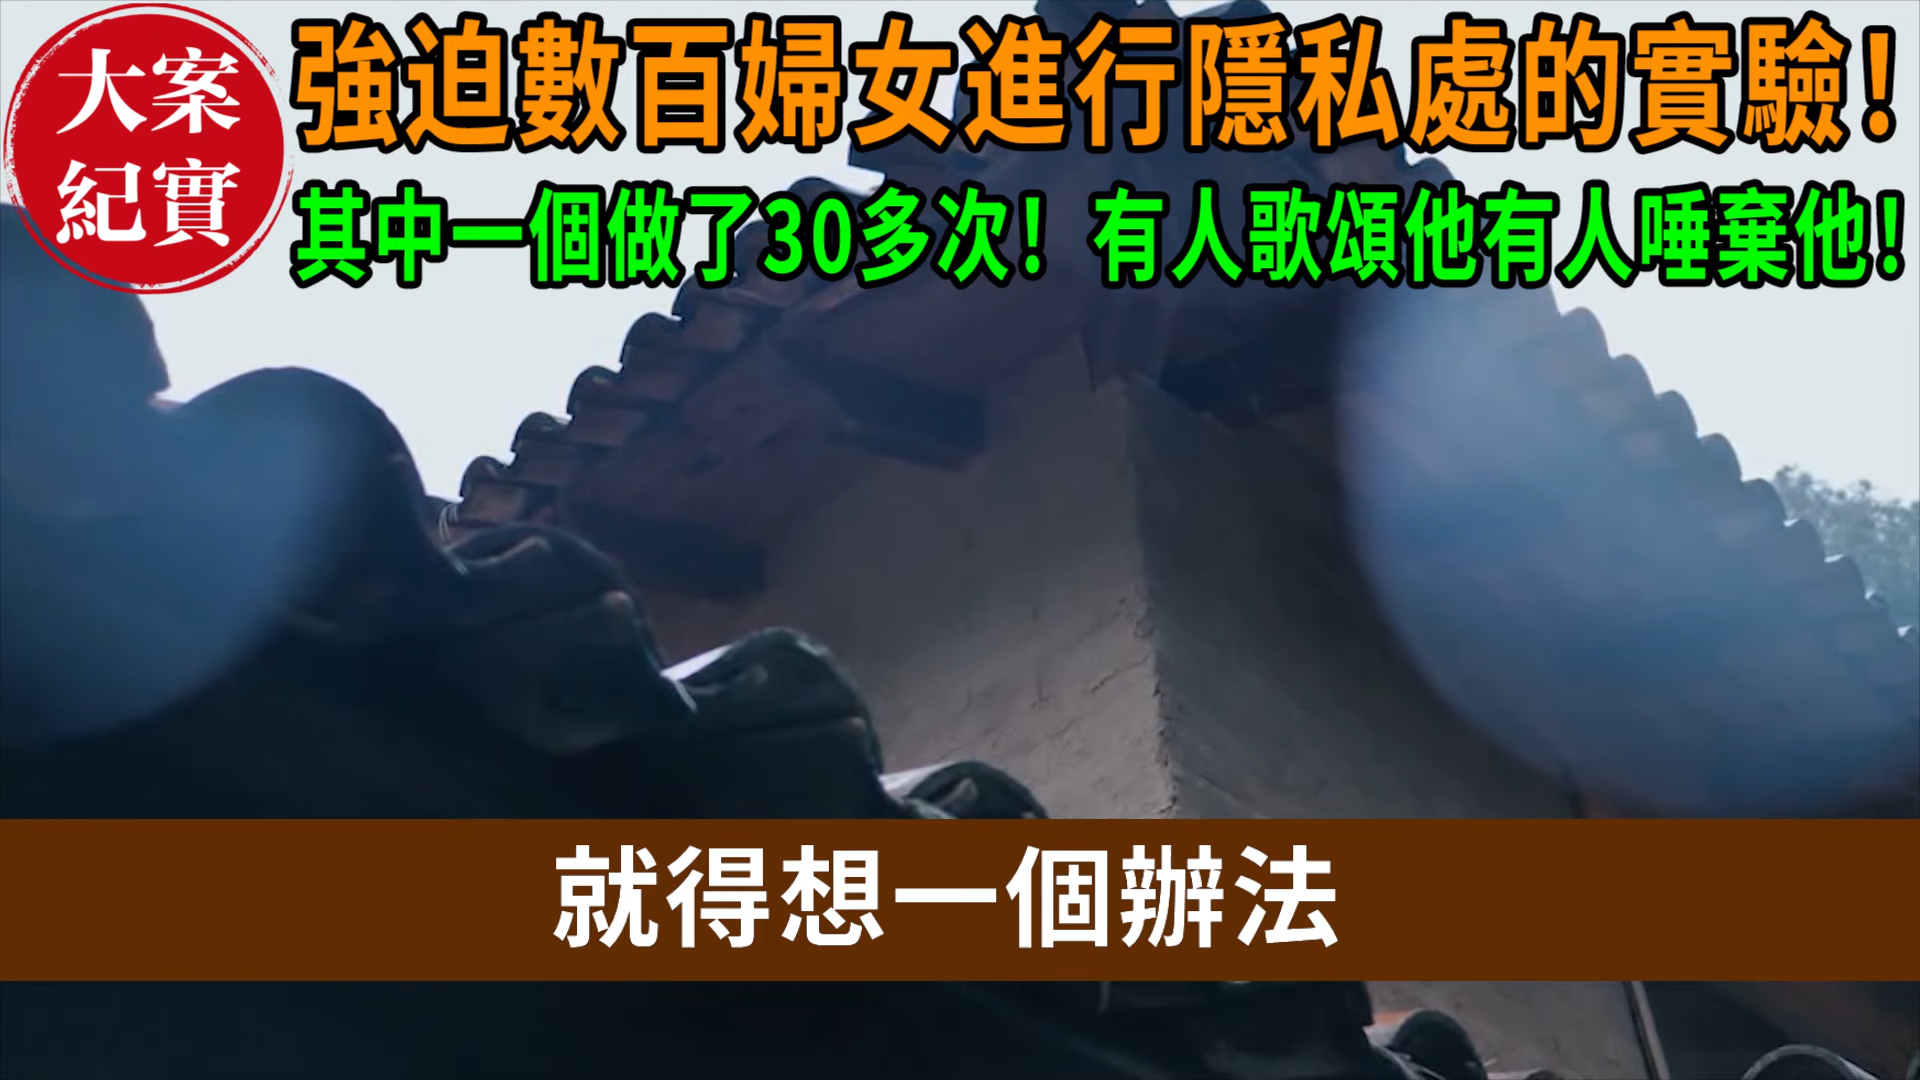 大案
紀實
強迫數百婦女進行隱私處的實驗！
其中一個做了30多次！有人歌頌他有人唾棄他！
就得想一個辦法